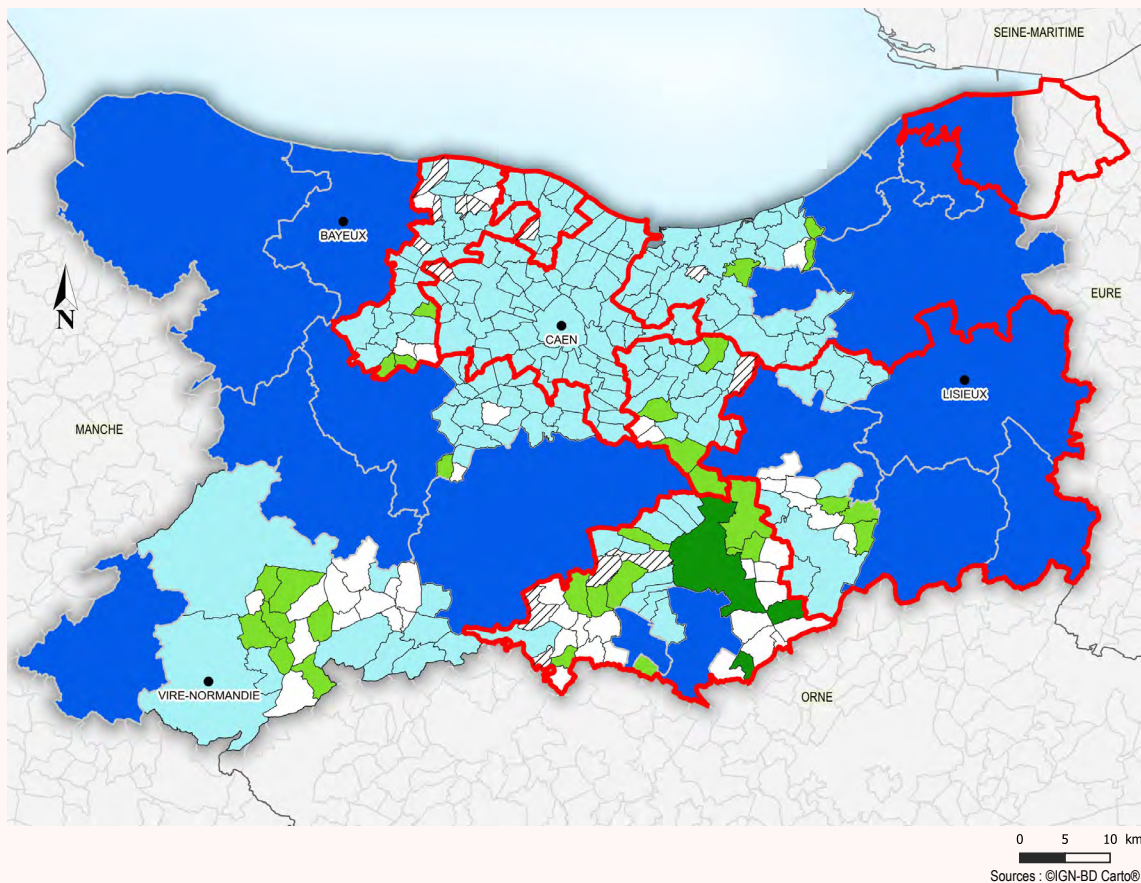 SEINE-MARITIME
BAYEUX
EURE
CAEN
LISIEUX
MANCHE
N
VIRE-NORMANDIE
ORNE
0 5 10 km
Sources : ©IGN-BD Carto®